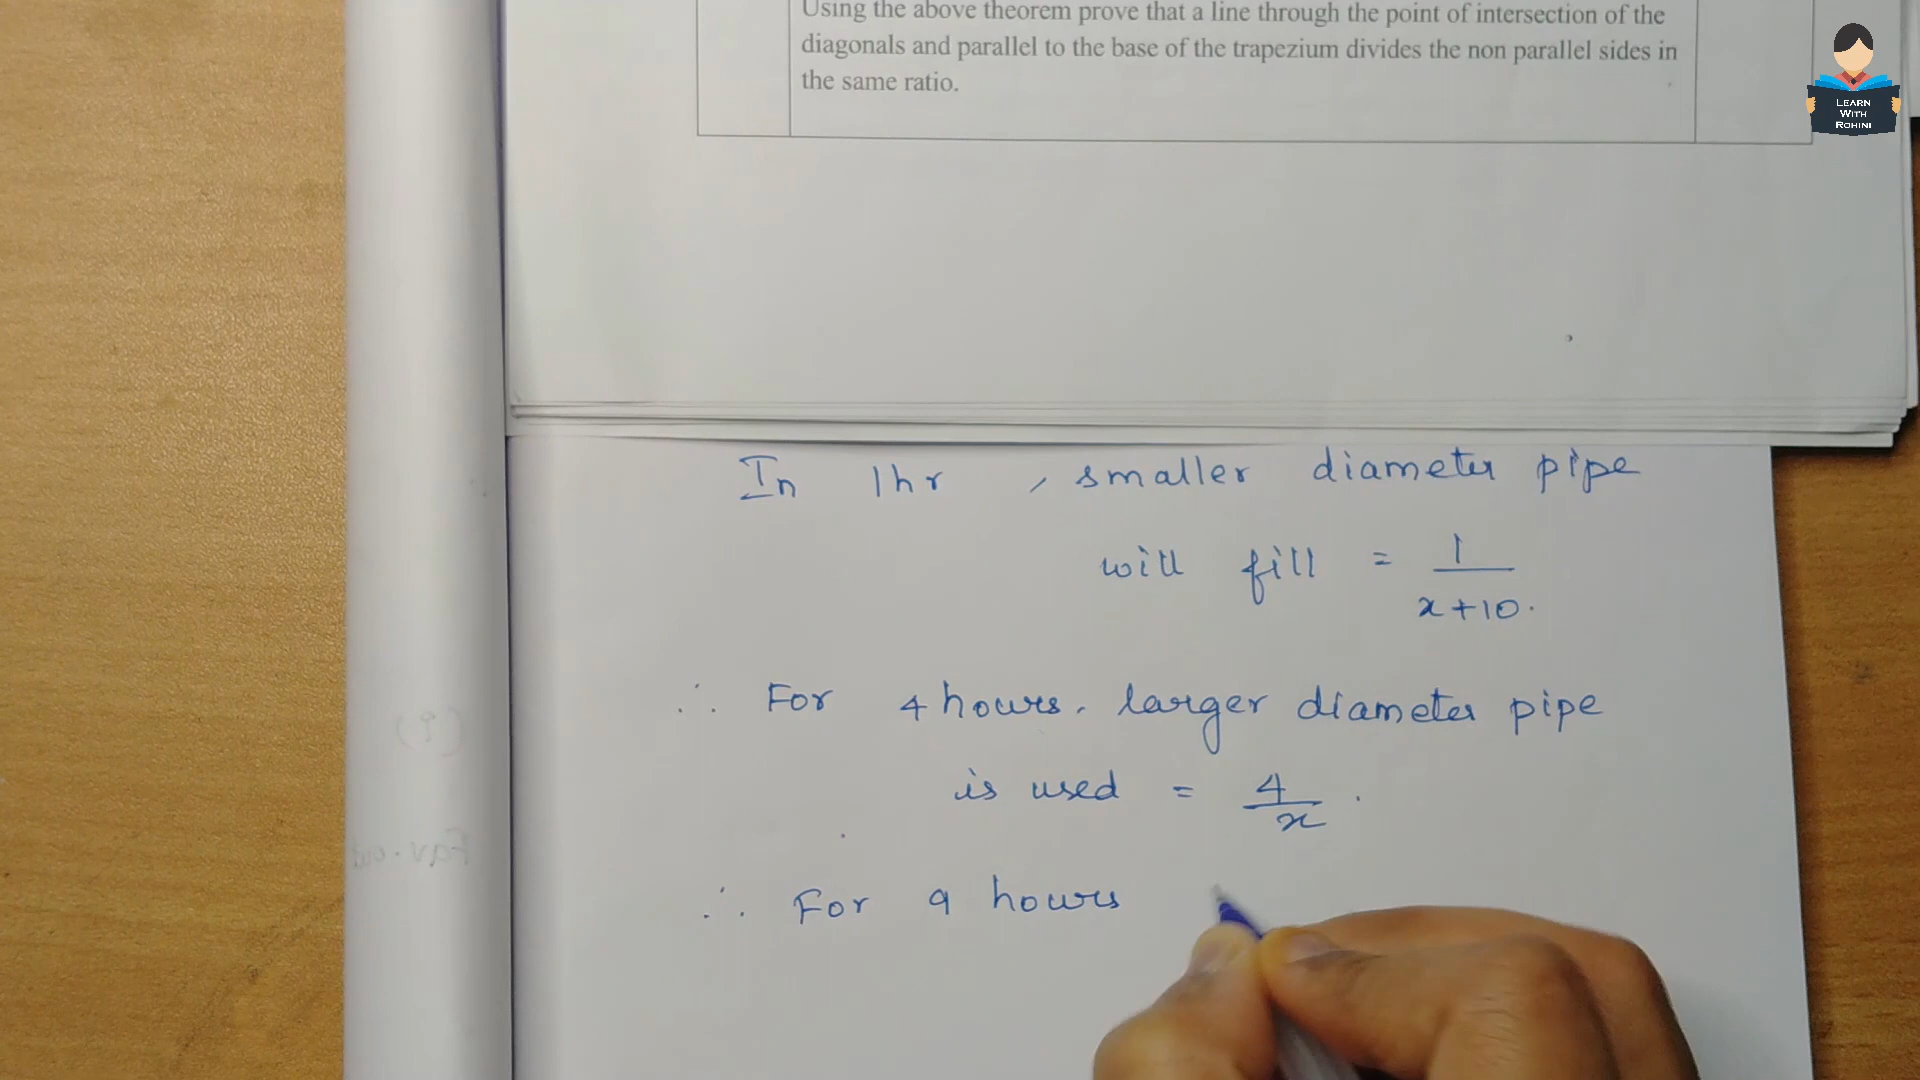 Using the above theorem prove that a line through the point of intersection of the
diagonals and parallel to the base of the trapezium divides the non parallel sides in
the same ratio.
LEARN
WITH
ROHINI
In 1hr , smaller diameter pipe
will fill = 1/(x+10).
∴ For 4 hours, larger diameter pipe
is used = 4/x.
∴ For 9 hours